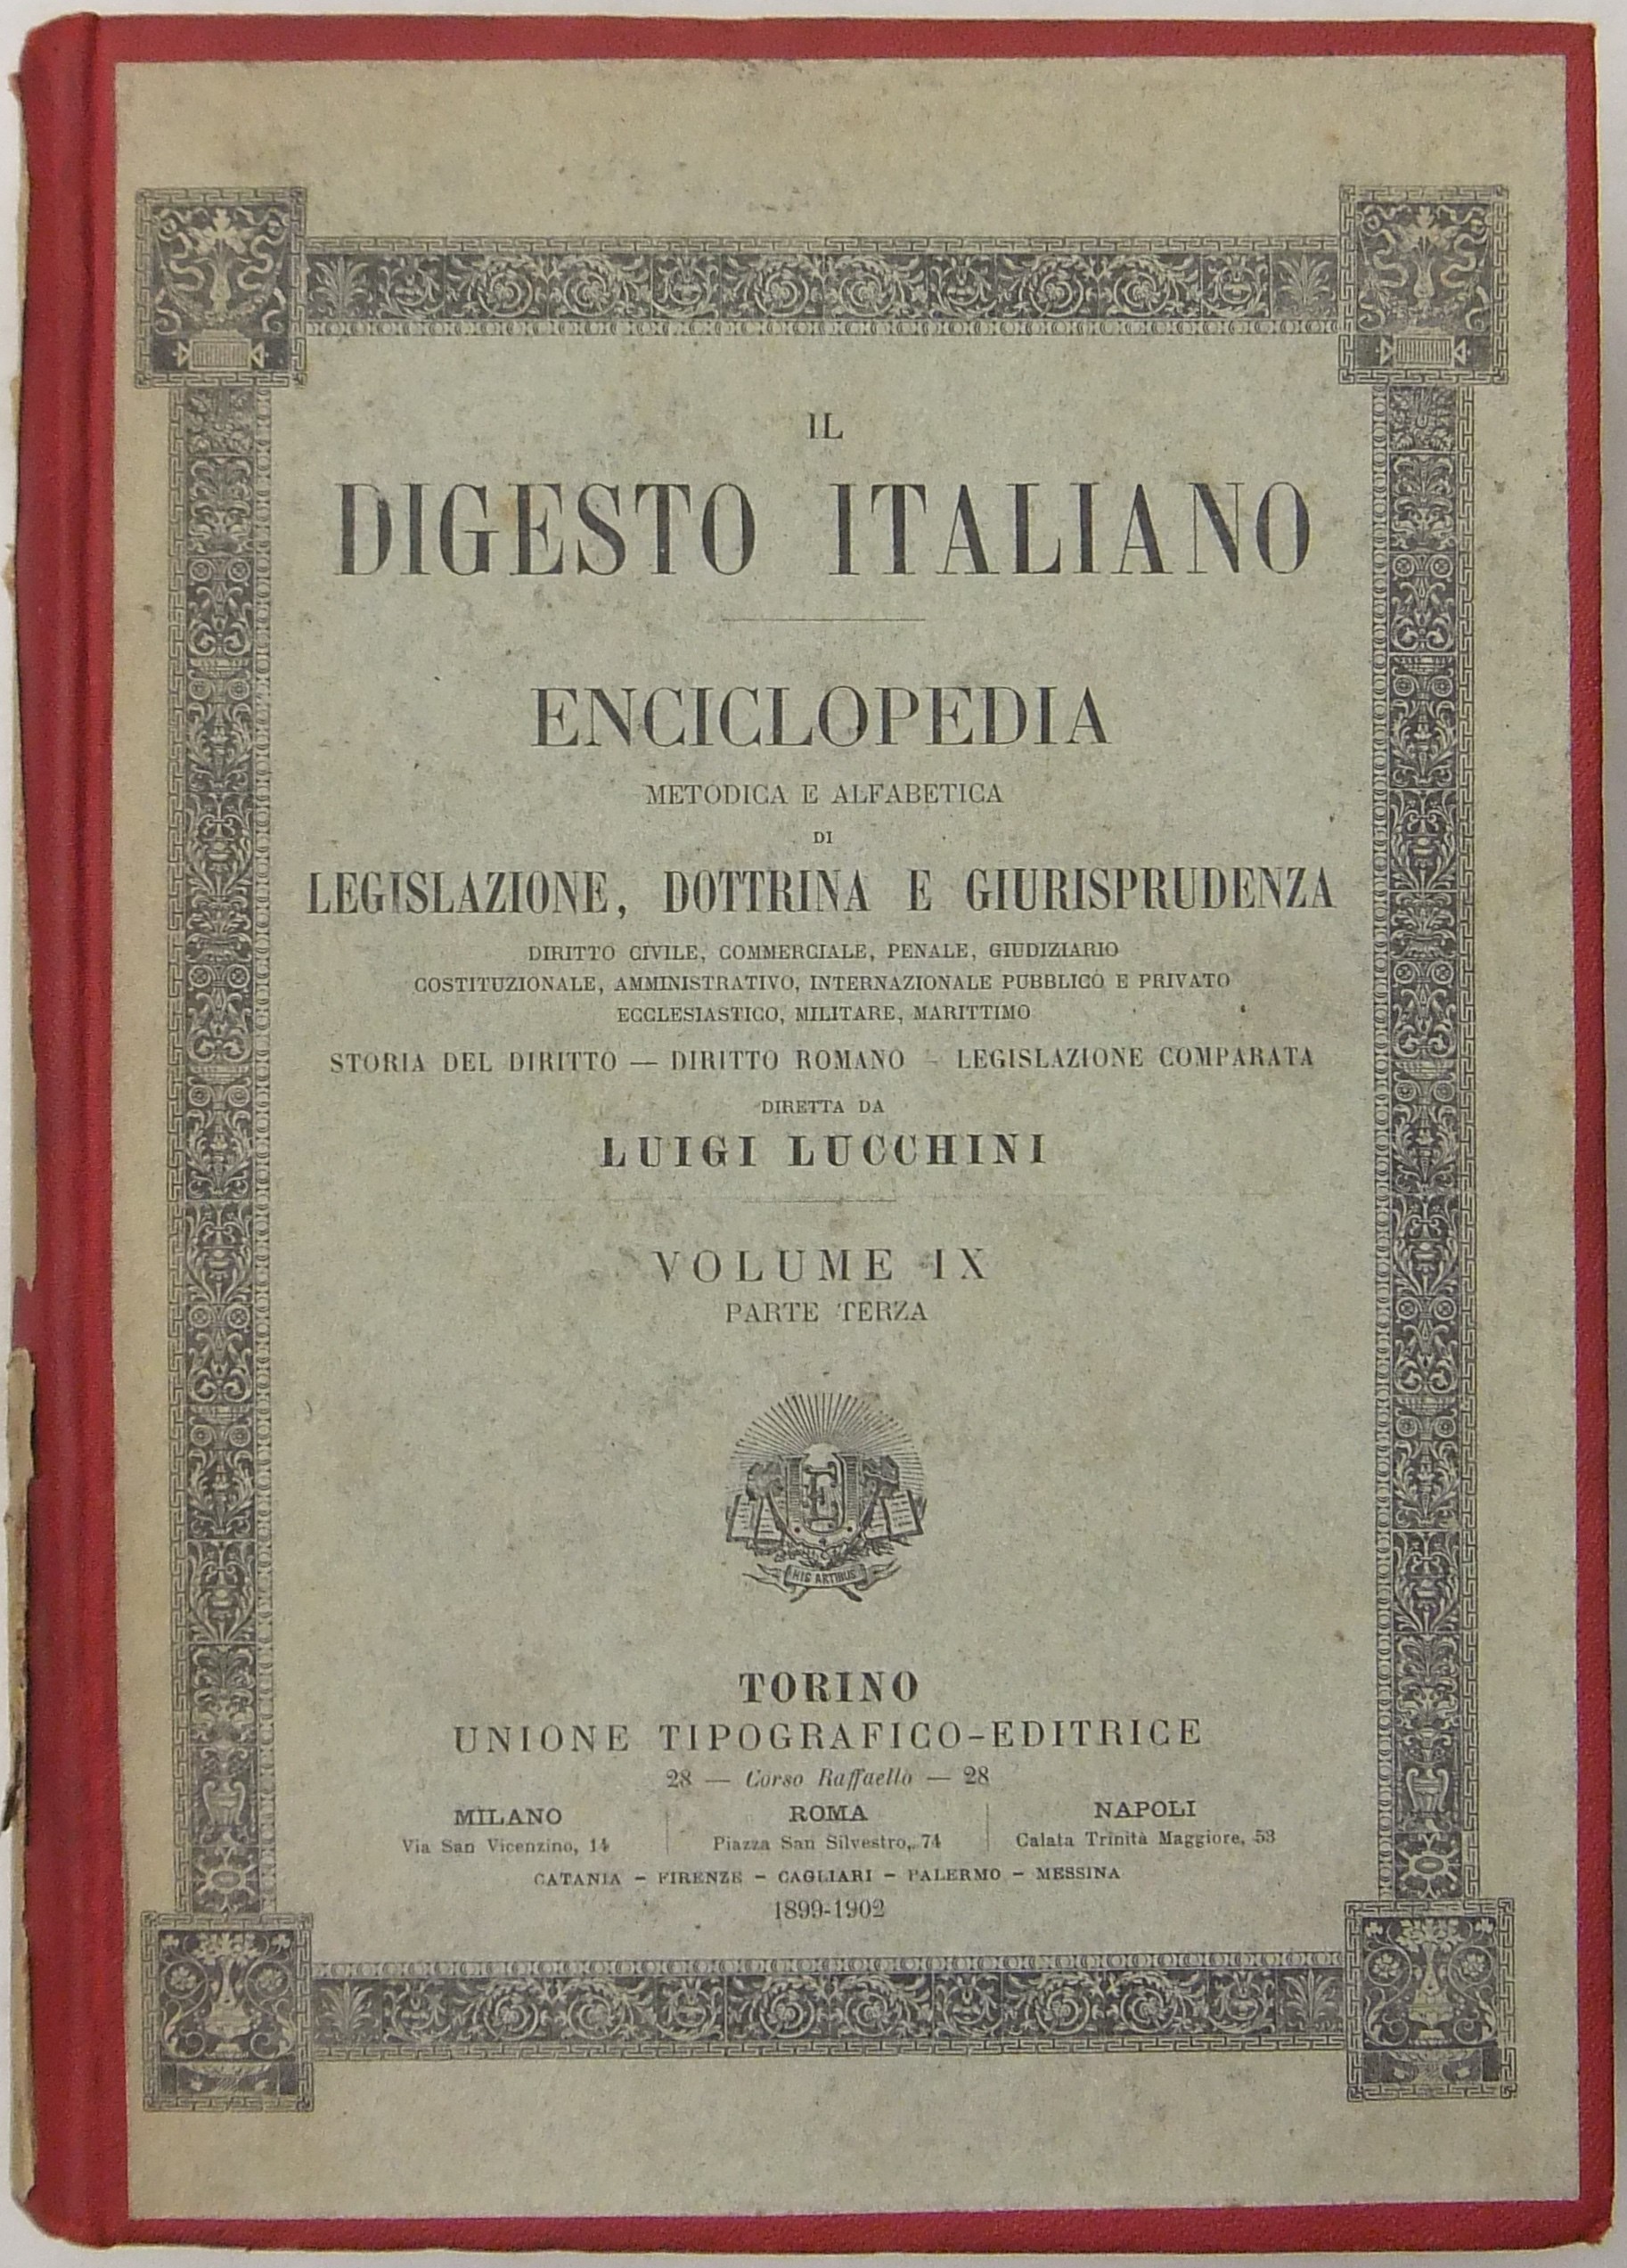 IL
DIGESTO ITALIANO
ENCICLOPEDIA
METODICA E ALFABETICA
DI
LEGISLAZIONE, DOTTRINA E GIURISPRUDENZA
DIRITTO CIVILE, COMMERCIALE, PENALE, GIUDIZIARIO
COSTITUZIONALE, AMMINISTRATIVO, INTERNAZIONALE PUBBLICO E PRIVATO
ECCLESIASTICO, MILITARE, MARITTIMO
STORIA DEL DIRITTO — DIRITTO ROMANO — LEGISLAZIONE COMPARATA
DIRETTA DA
LUIGI LUCCHINI
VOLUME IX
PARTE TERZA
HIS ARTIBUS
TORINO
UNIONE TIPOGRAFICO-EDITRICE
28 — Corso Raffaello — 28
MILANO ROMA NAPOLI
Via San Vicenzino, 14 Piazza San Silvestro, 74 Calata Trinità Maggiore, 53
CATANIA – FIRENZE – CAGLIARI – PALERMO – MESSINA
1899-1902